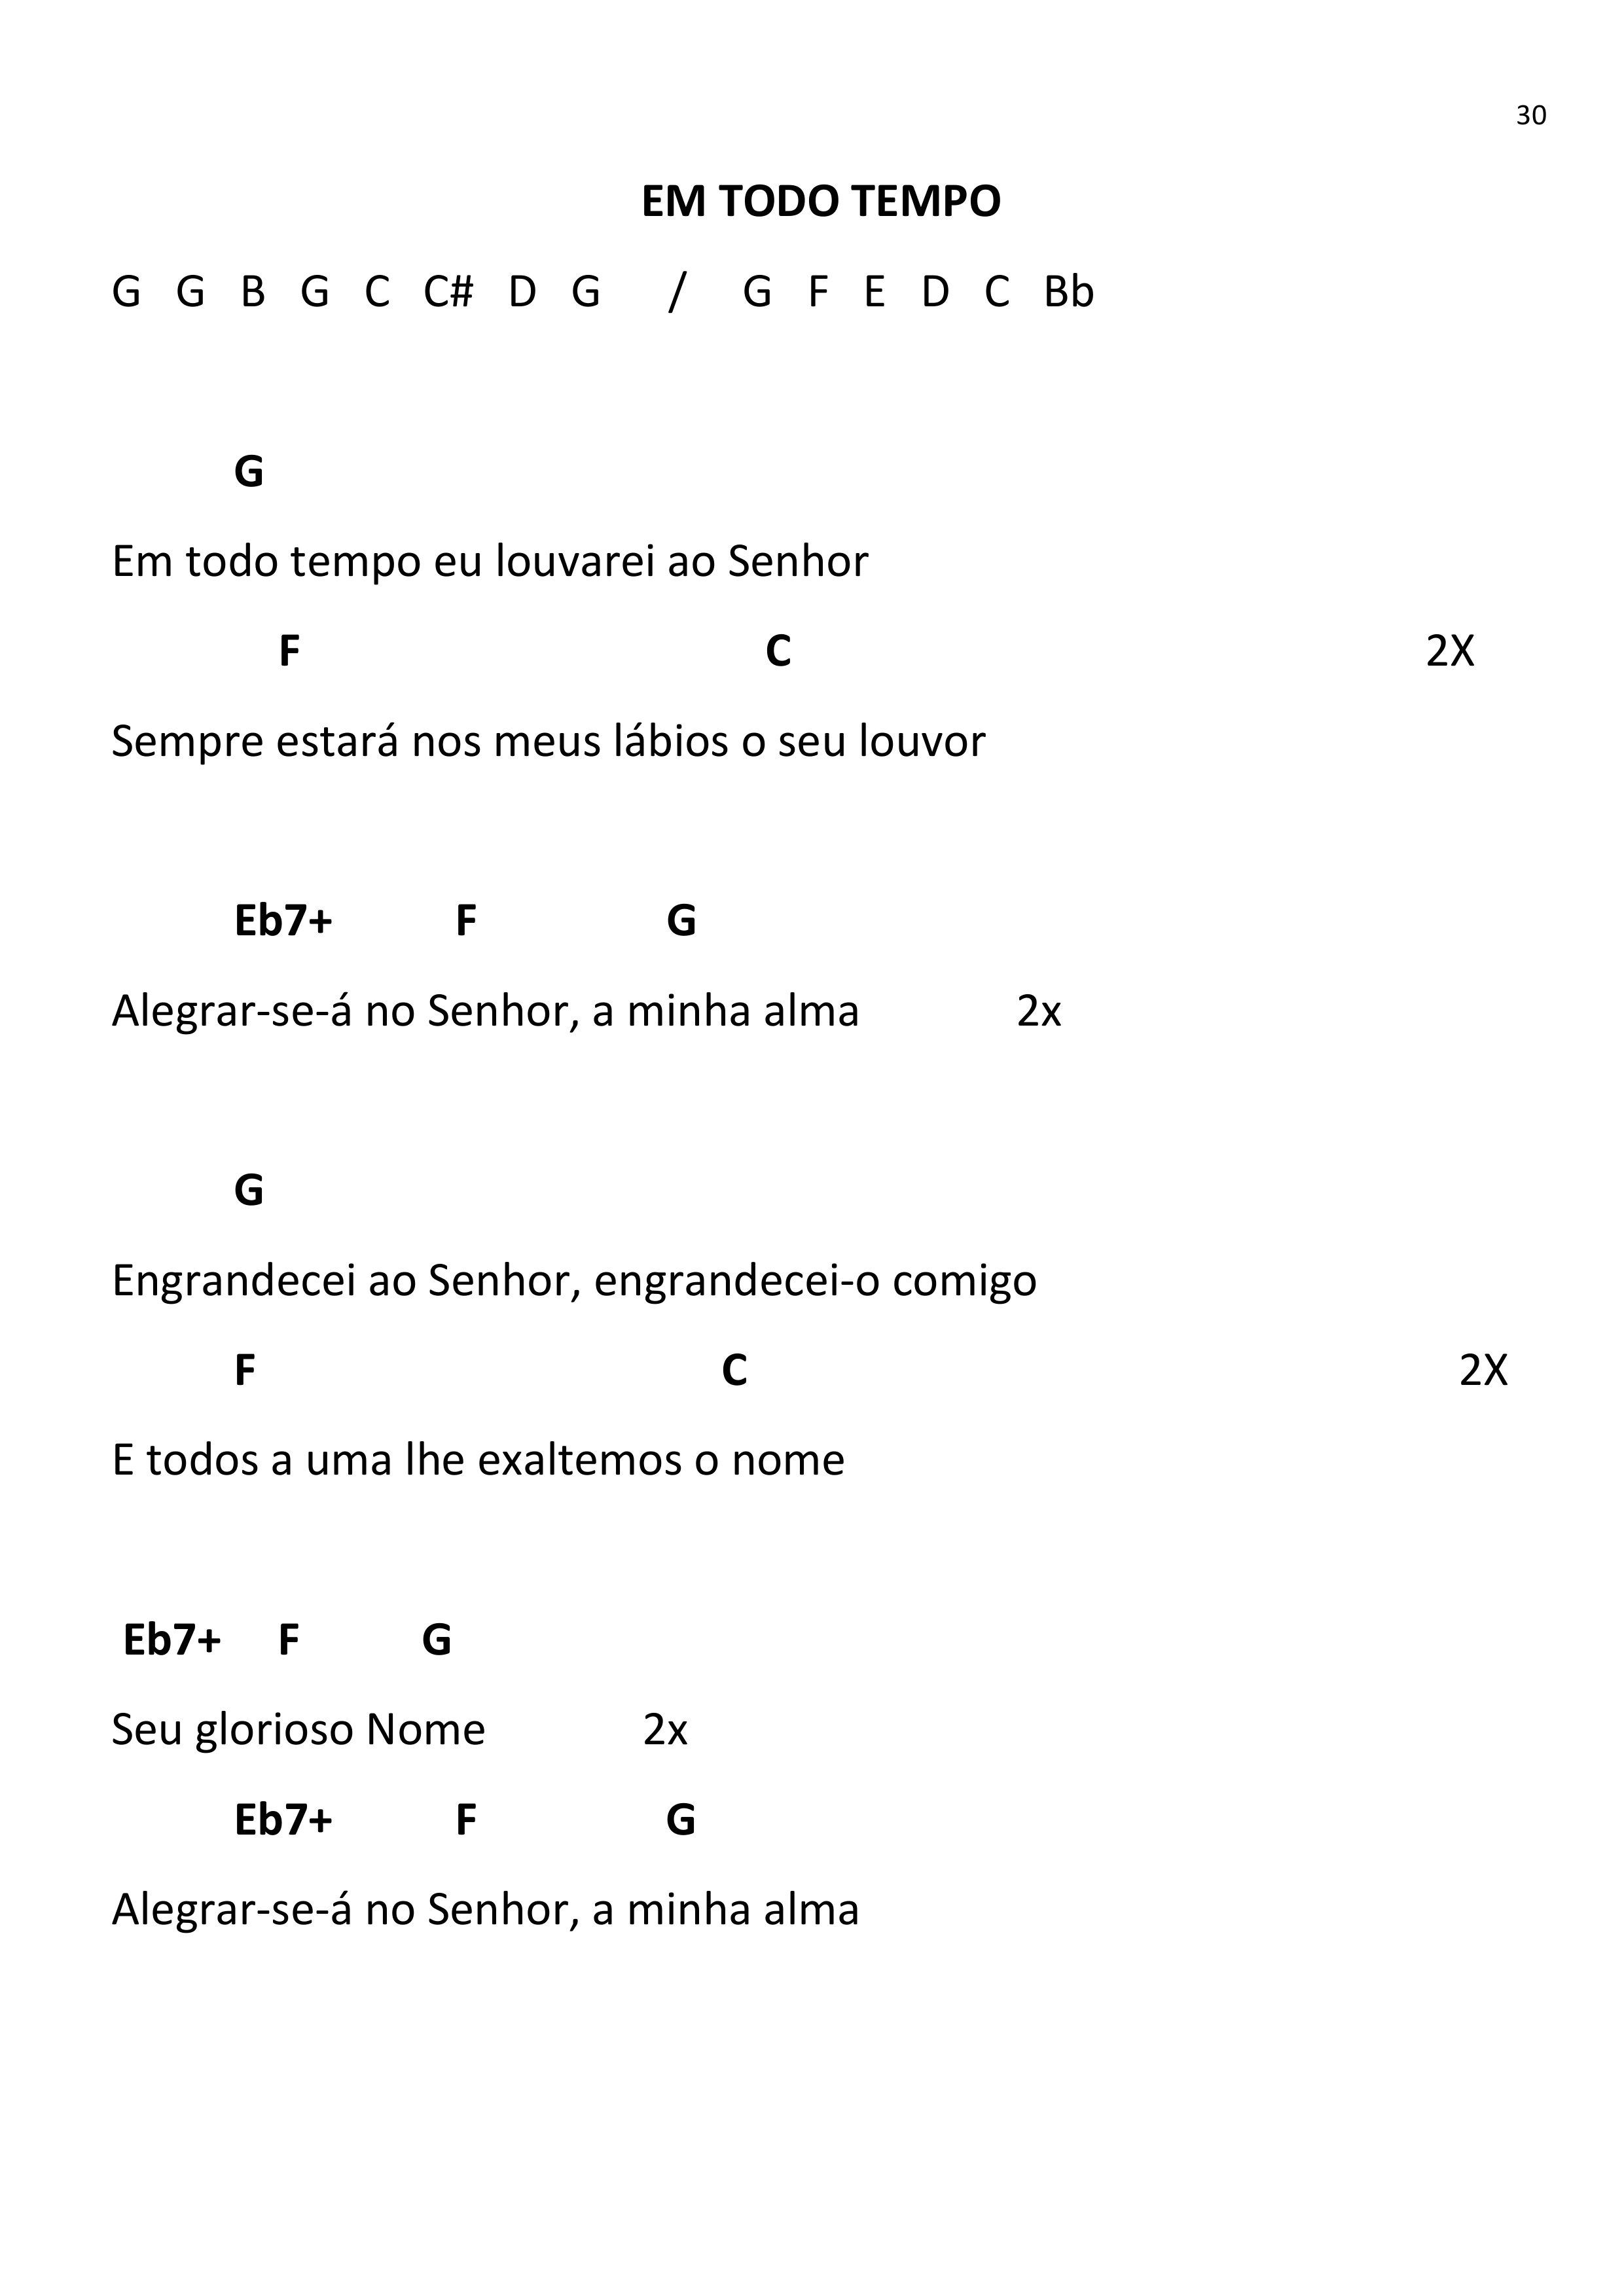 30
EM TODO TEMPO
G G B G C C# D G / G F E D C Bb
G
Em todo tempo eu louvarei ao Senhor
F C 2X
Sempre estará nos meus lábios o seu louvor
Eb7+ F G
Alegrar-se-á no Senhor, a minha alma 2x
G
Engrandecei ao Senhor, engrandecei-o comigo
F C 2X
E todos a uma lhe exaltemos o nome
Eb7+ F G
Seu glorioso Nome 2x
Eb7+ F G
Alegrar-se-á no Senhor, a minha alma